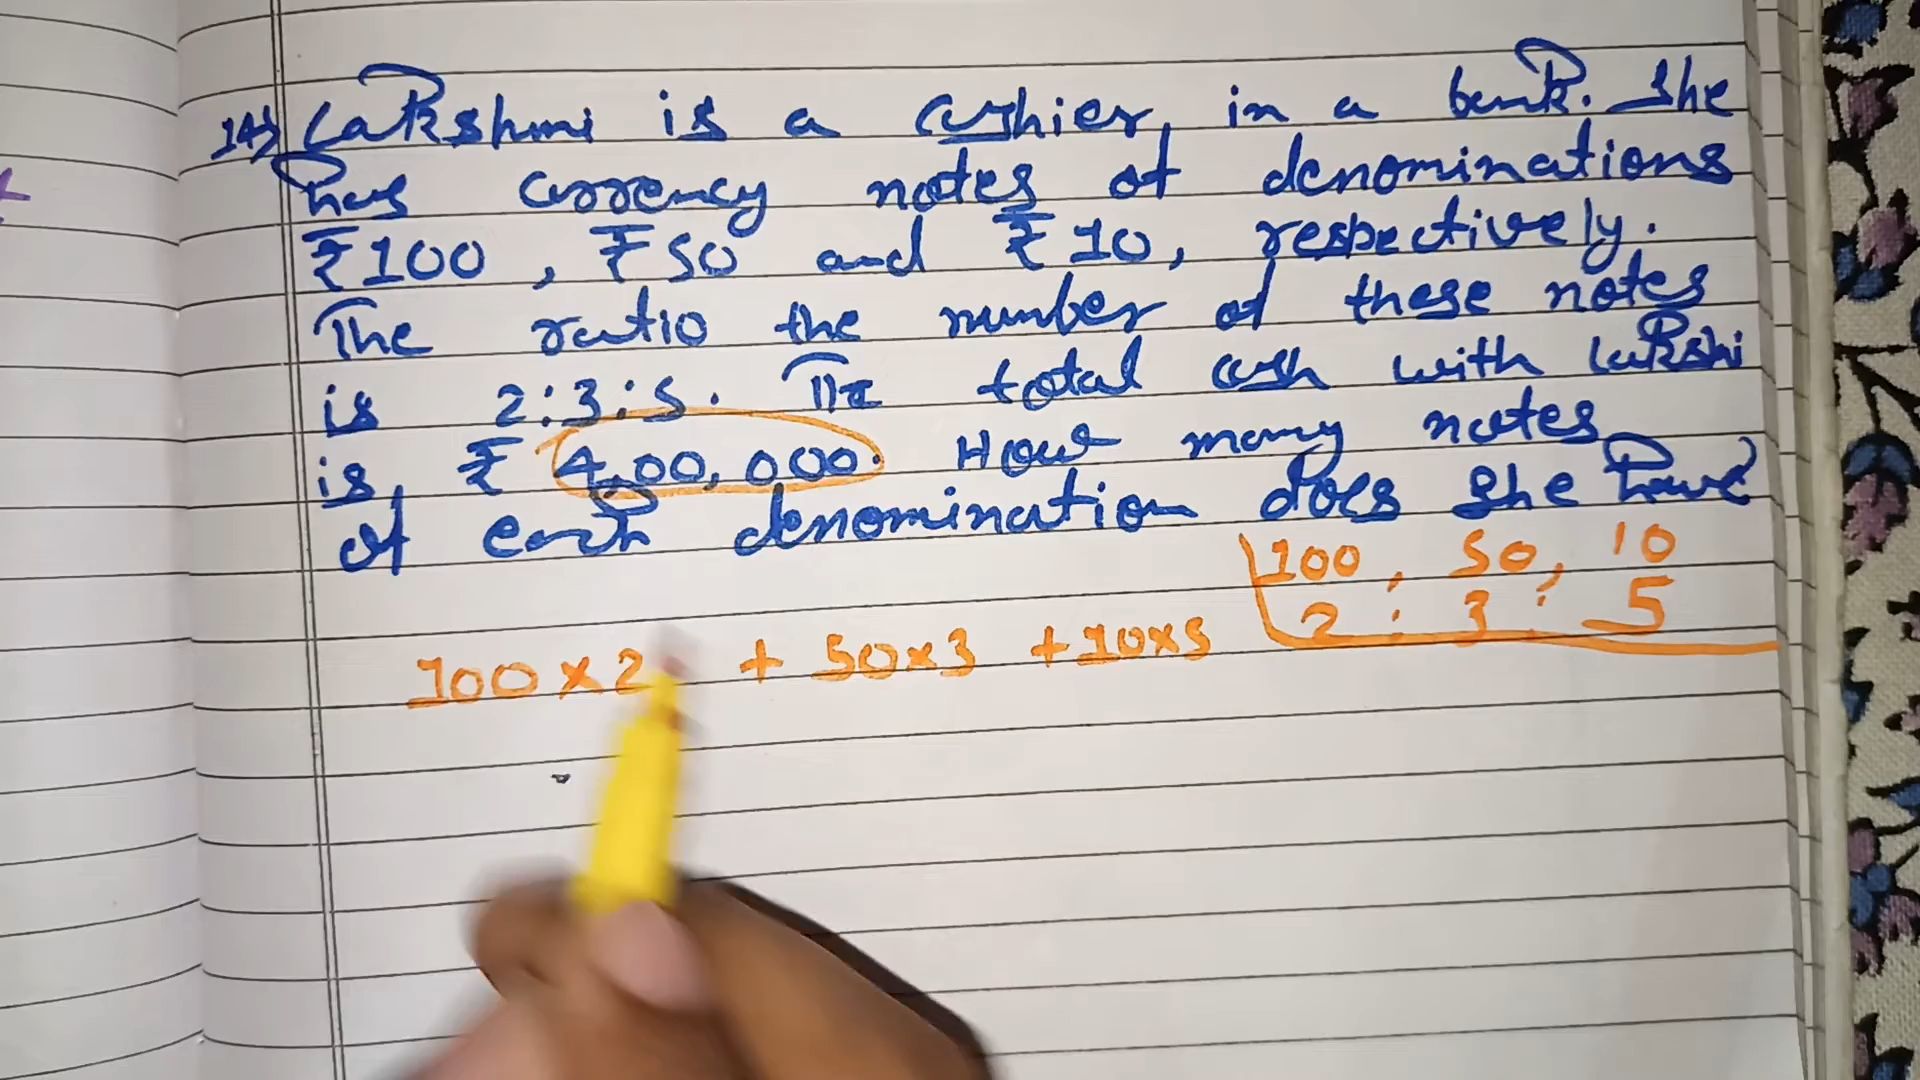 14) Lakshmi is a cashier in a bank. She
has currency notes of denominations
₹100, ₹50 and ₹10, respectively.
The ratio the number of these notes
is 2:3:5. The total cash with Lakshi
is, ₹ 4,00,000. How many notes
of each denomination does she have
100, 50, 10
2 : 3 : 5
100×2 + 50×3 + 10×5